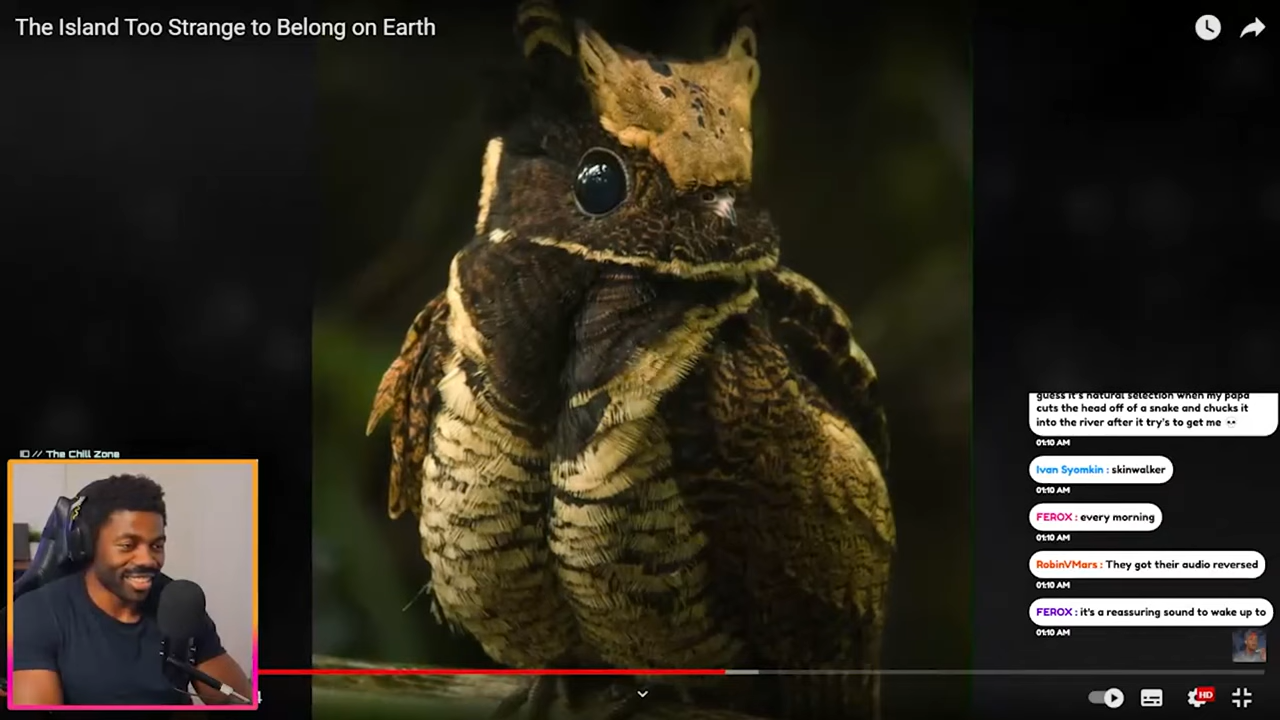 The Island Too Strange to Belong on Earth
guess it's natural selection when my papa
cuts the head off of a snake and chucks it
into the river after it try's to get me
01:10 AM
Ivan Syomkin : skinwalker
01:10 AM
FEROX : every morning
01:10 AM
RobinVMars : They got their audio reversed
01:10 AM
FEROX : it's a reassuring sound to wake up to
01:10 AM
// The Chill Zone
4
HD